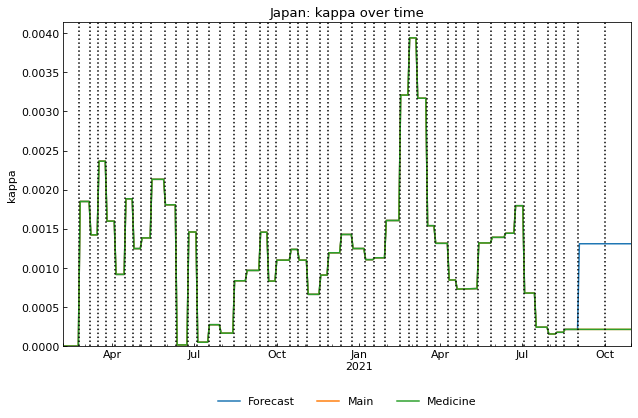 Japan: kappa over time
kappa
0.0040
0.0035
0.0030
0.0025
0.0020
0.0015
0.0010
0.0005
0.0000
Apr Jul Oct Jan Apr Jul Oct
2021
Forecast Main Medicine